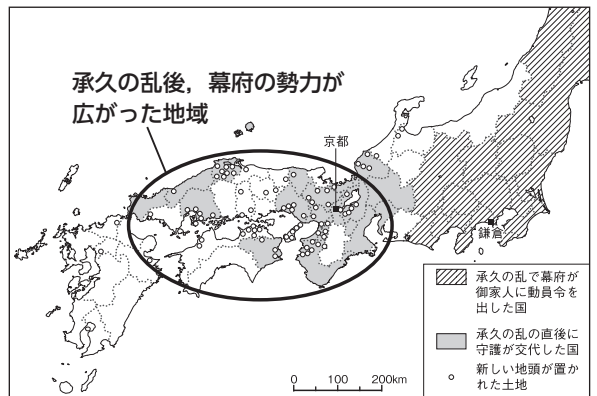 承久の乱後，幕府の勢力が
広がった地域
京都
鎌倉
承久の乱で幕府が
御家人に動員令を
出した国
承久の乱の直後に
守護が交代した国
新しい地頭が置か
れた土地
0 100 200km